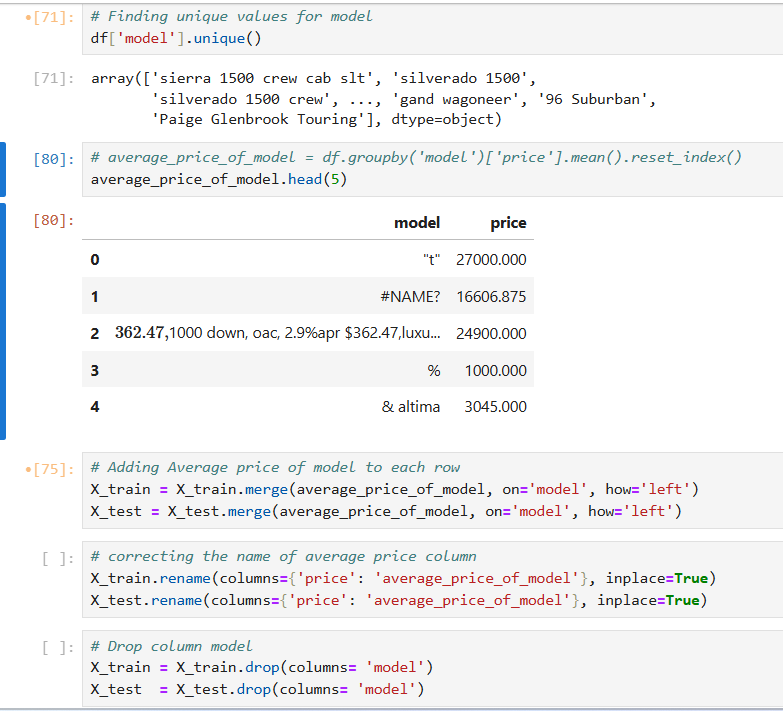 [71]: # Finding unique values for model
df['model'].unique()
[71]: array(['sierra 1500 crew cab slt', 'silverado 1500',
'silverado 1500 crew', ..., 'gand wagoneer', '96 Suburban',
'Paige Glenbrook Touring'], dtype=object)
[80]: # average_price_of_model = df.groupby('model')['price'].mean().reset_index()
average_price_of_model.head(5)
[80]:
model price
0 "t" 27000.000
1 #NAME? 16606.875
2 362.47,1000 down, oac, 2.9%apr $362.47,luxu... 24900.000
3 % 1000.000
4 & altima 3045.000
[75]: # Adding Average price of model to each row
X_train = X_train.merge(average_price_of_model, on='model', how='left')
X_test = X_test.merge(average_price_of_model, on='model', how='left')
[ ]: # correcting the name of average price column
X_train.rename(columns={'price': 'average_price_of_model'}, inplace=True)
X_test.rename(columns={'price': 'average_price_of_model'}, inplace=True)
[ ]: # Drop column model
X_train = X_train.drop(columns= 'model')
X_test  = X_test.drop(columns= 'model')